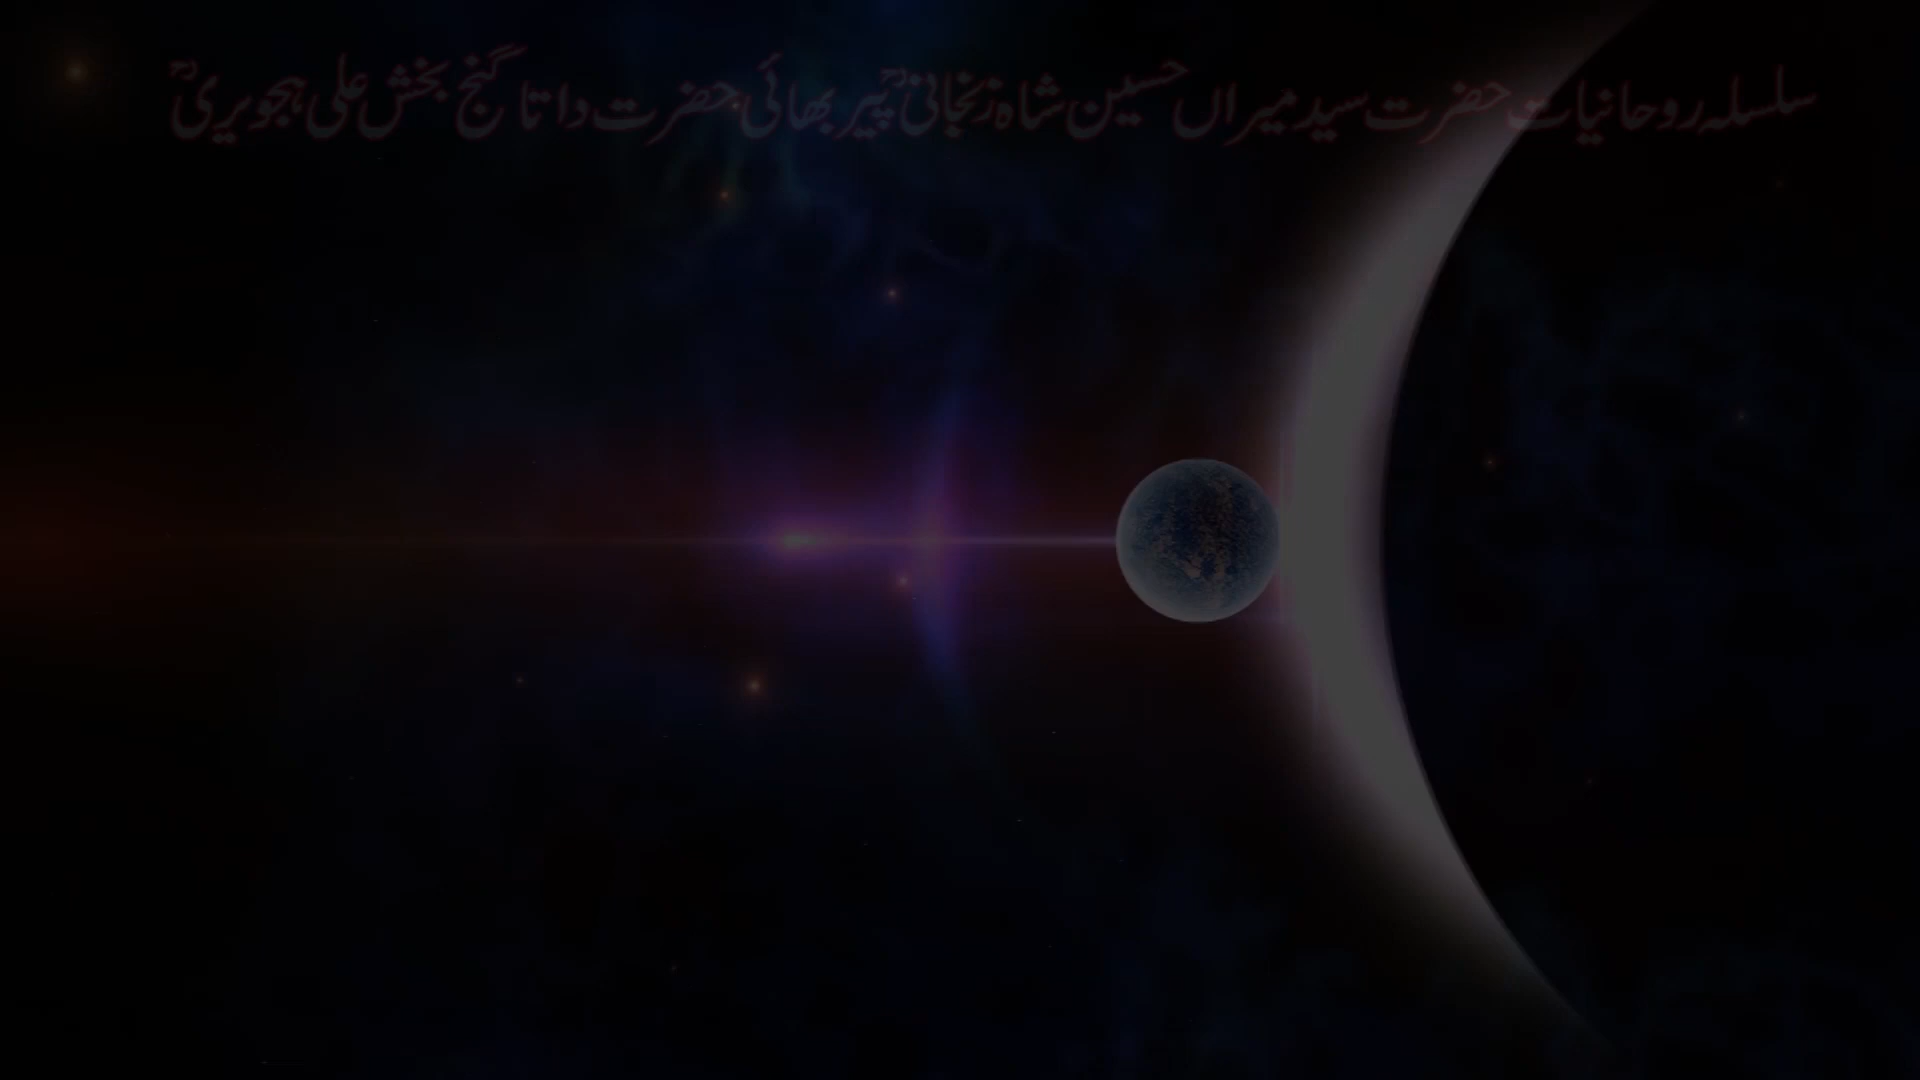 سلسلہ روحانیات حضرت سید میراں حسین شاہ زنجانیؒ پیر بھائی حضرت داتا گنج بخش علی ہجویریؒ